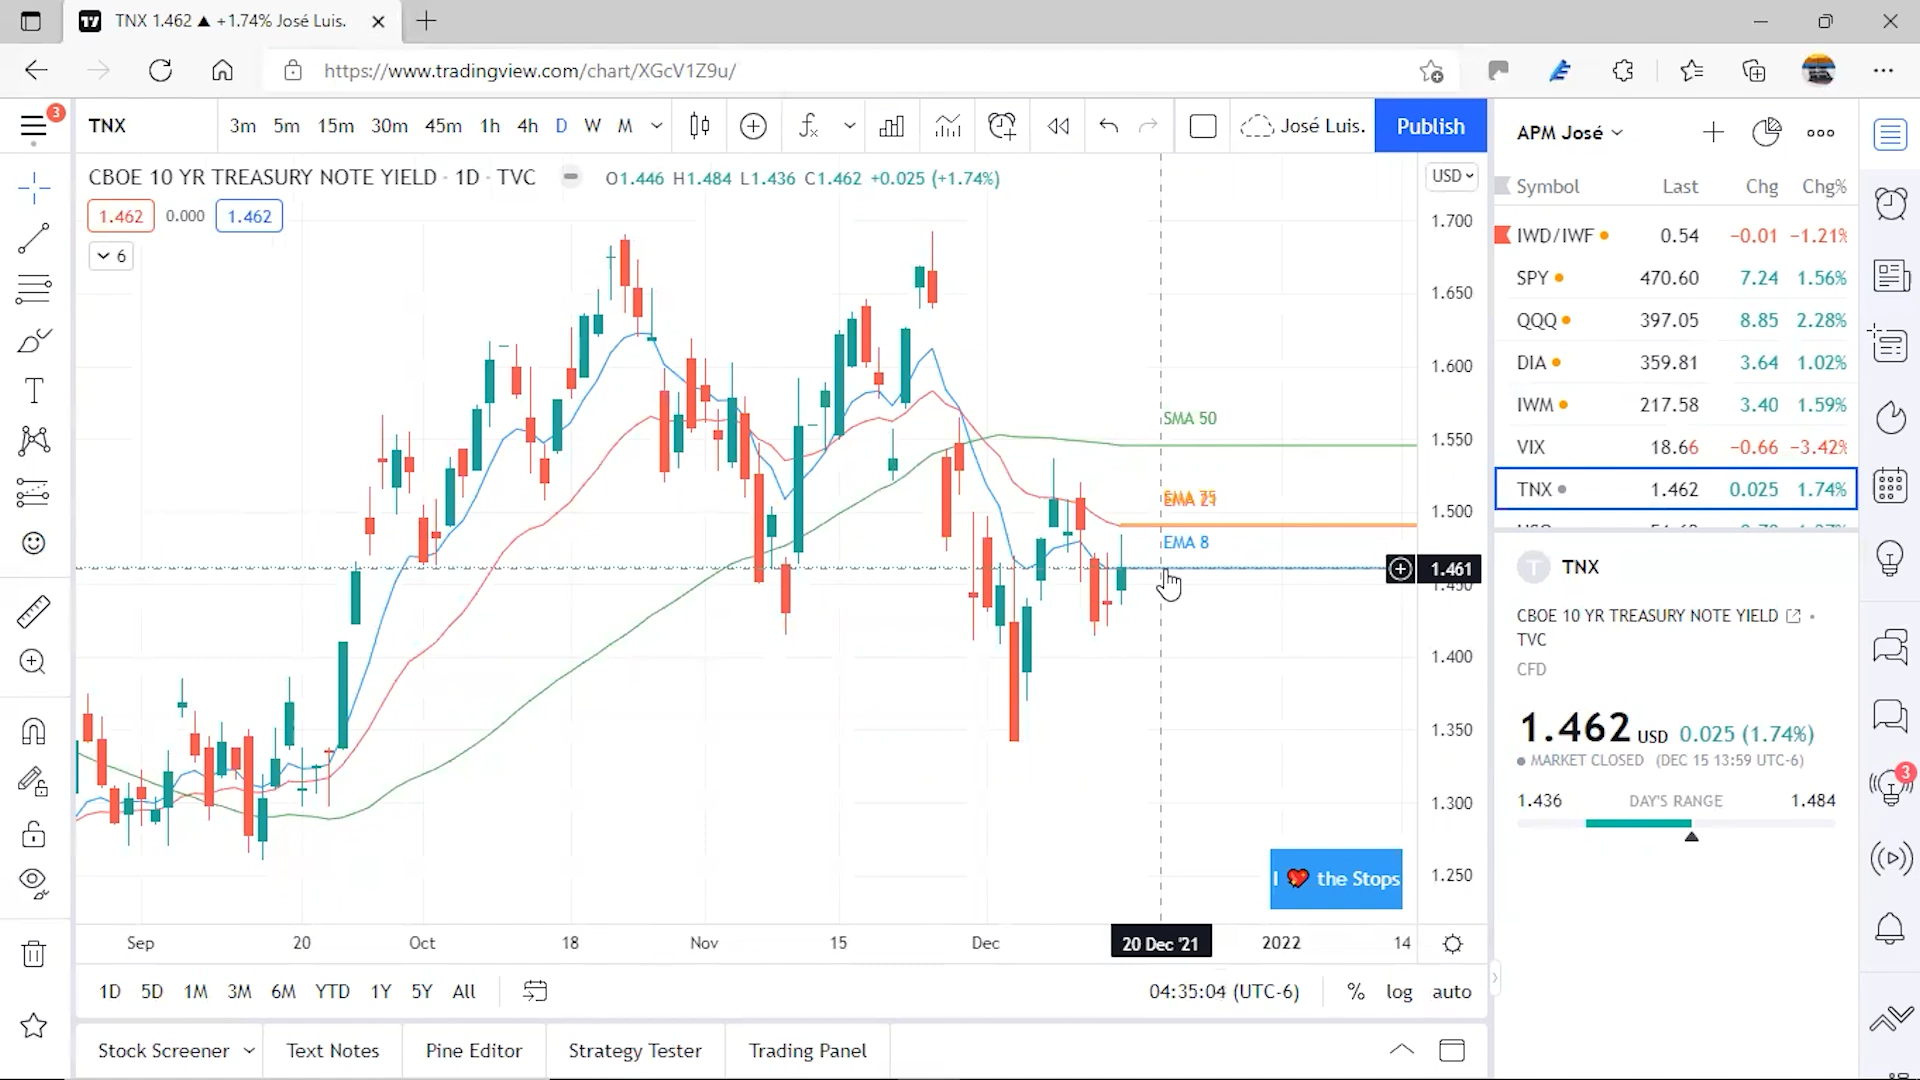 TNX 1.462 ▲ +1.74% José Luis.
https://www.tradingview.com/chart/XGcV1Z9u/
3
TNX
3m 5m 15m 30m 45m 1h 4h D W M
José Luis.
Publish
CBOE 10 YR TREASURY NOTE YIELD · 1D · TVC
O1.446 H1.484 L1.436 C1.462 +0.025 (+1.74%)
1.462 0.000 1.462
6
USD
1.700
1.650
1.600
1.550
1.500
1.461
1.400
1.350
1.300
1.250
SMA 50
EMA 21
EMA 8
I 💖 the Stops
Sep 20 Oct 18 Nov 15 Dec 20 Dec '21 2022 14
1D 5D 1M 3M 6M YTD 1Y 5Y All
04:35:04 (UTC-6) % log auto
Stock Screener Text Notes Pine Editor Strategy Tester Trading Panel
APM José
Symbol Last Chg Chg%
IWD/IWF 0.54 −0.01 −1.21%
SPY 470.60 7.24 1.56%
QQQ 397.05 8.85 2.28%
DIA 359.81 3.64 1.02%
IWM 217.58 3.40 1.59%
VIX 18.66 −0.66 −3.42%
TNX 1.462 0.025 1.74%
T TNX
CBOE 10 YR TREASURY NOTE YIELD ·
TVC
CFD
1.462 USD 0.025 (1.74%)
MARKET CLOSED (DEC 15 13:59 UTC-6)
1.436 DAY'S RANGE 1.484
3